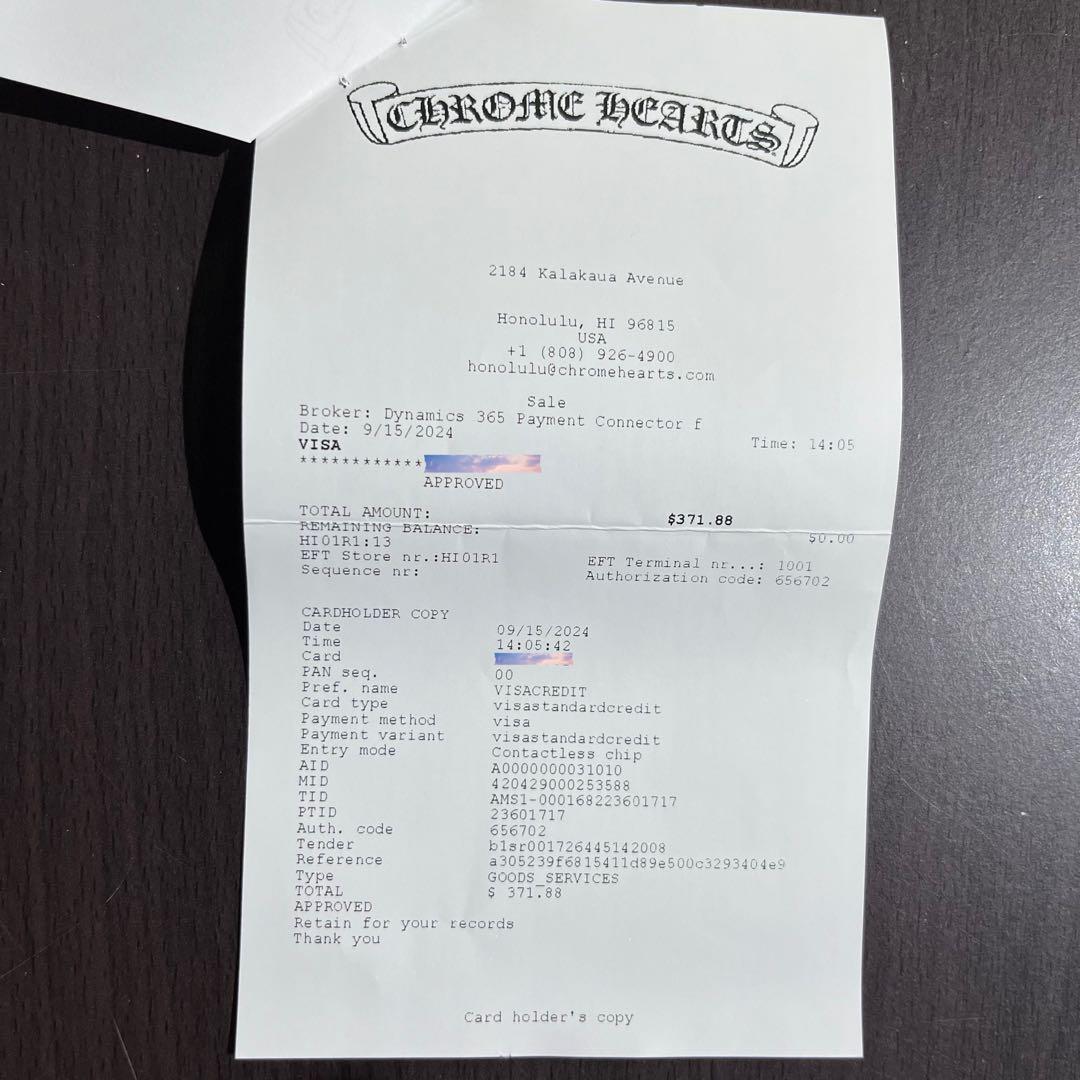 CHROME HEARTS
2184 Kalakaua Avenue
Honolulu, HI 96815
USA
+1 (808) 926-4900
honolulu@chromehearts.com
Sale
Broker: Dynamics 365 Payment Connector f
Date: 9/15/2024 Time: 14:05
VISA
************
APPROVED
TOTAL AMOUNT: $371.88
REMAINING BALANCE: $0.00
HI01R1:13
EFT Store nr.:HI01R1 EFT Terminal nr...: 1001
Sequence nr: Authorization code: 656702
CARDHOLDER COPY
Date 09/15/2024
Time 14:05:42
Card
PAN seq. 00
Pref. name VISACREDIT
Card type visastandardcredit
Payment method visa
Payment variant visastandardcredit
Entry mode Contactless chip
AID A0000000031010
MID 420429000253588
TID AMS1-000168223601717
PTID 23601717
Auth. code 656702
Tender b1sr001726445142008
Reference a305239f6815411d89e500c3293404e9
Type GOODS_SERVICES
TOTAL $ 371.88
APPROVED
Retain for your records
Thank you
Card holder's copy